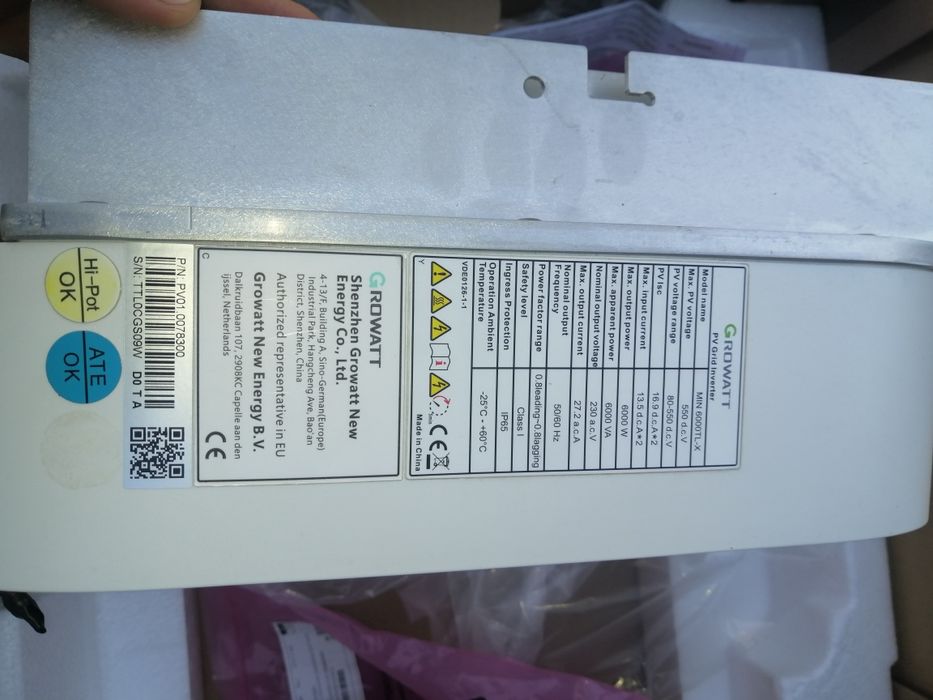 GROWATT
PV Grid Inverter
Model name MIN 6000TL-X
Max. PV voltage 550 d.c.V
PV voltage range 80-550 d.c.V
PV Isc 16.9 d.c.A*2
Max. input current 13.5 d.c.A*2
Max. output power 6000 W
Max. apparent power 6000 VA
Nominal output voltage 230 a.c.V
Max. output current 27.2 a.c.A
Nominal output Frequency 50/60 Hz
Power factor range 0.8leading~0.8lagging
Safety level Class I
Ingress Protection IP65
Operation Ambient Temperature -25°C - +60°C
VDE0126-1-1
5min
CE
Y
Made in China
GROWATT
Shenzhen Growatt New
Energy Co., Ltd.
4-13/F, Building A, Sino-German(Europe)
Industrial Park, Hangcheng Ave, Bao'an
District, Shenzhen, China
Authorized representative in EU
Growatt New Energy B.V.
Dalkruidbaan 107, 2908KC Capelle aan den
ijssel, Netherlands
CE
C
P/N: PV01.0078300
S/N: TTL0CGS09W D0 T A
Hi-Pot
OK
ATE
OK